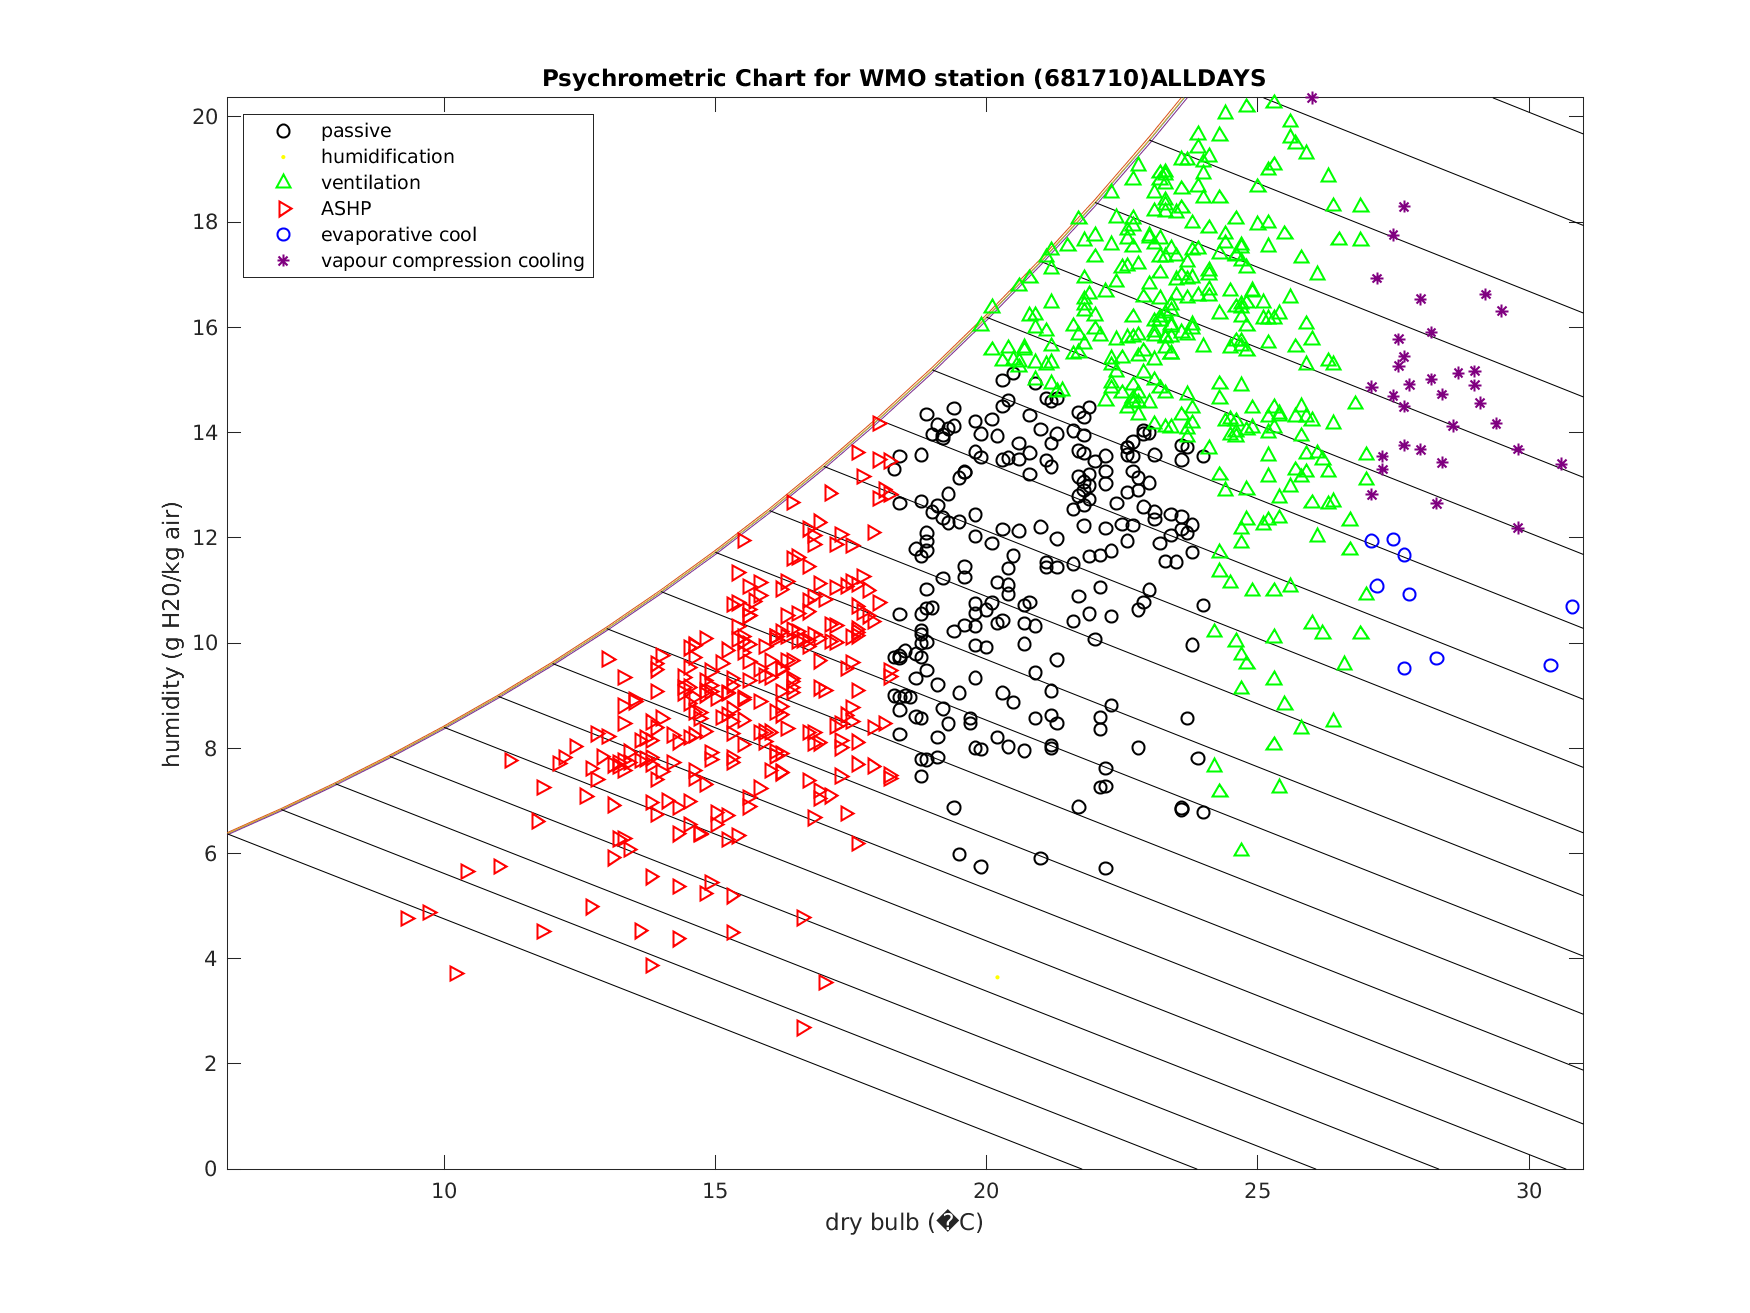 Psychrometric Chart for WMO station (681710)ALLDAYS
passive
humidification
ventilation
ASHP
evaporative cool
vapour compression cooling
20
18
16
14
12
10
8
6
4
2
0
humidity (g H20/kg air)
10 15 20 25 30
dry bulb (�C)